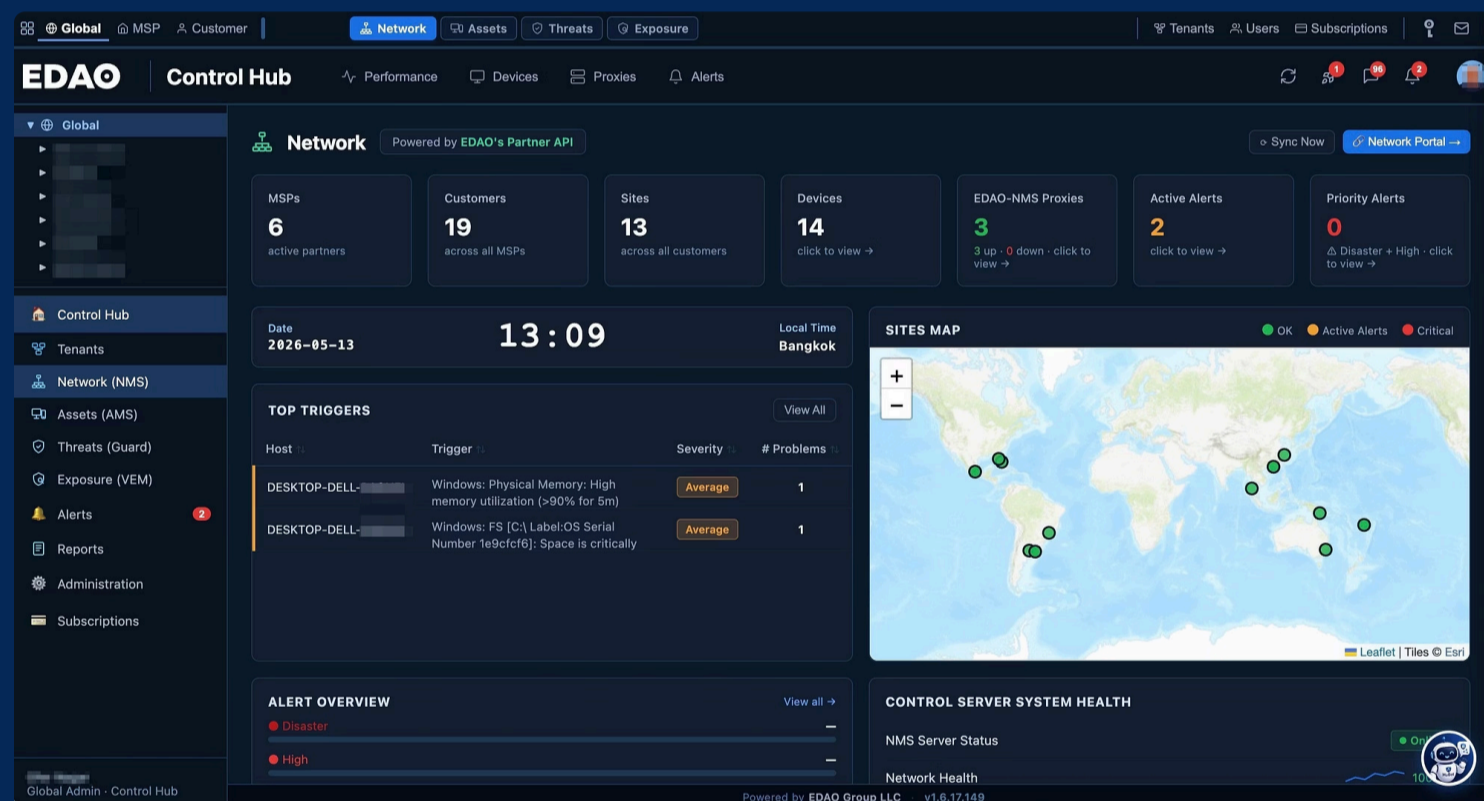 Global MSP Customer Network Assets Threats Exposure Tenants Users Subscriptions
EDAO Control Hub Performance Devices Proxies Alerts 1 96 2
Global
Control Hub
Tenants
Network (NMS)
Assets (AMS)
Threats (Guard)
Exposure (VEM)
Alerts 2
Reports
Administration
Subscriptions
Global Admin · Control Hub
Network Powered by EDAO's Partner API Sync Now Network Portal →
MSPs
6
active partners
Customers
19
across all MSPs
Sites
13
across all customers
Devices
14
click to view →
EDAO-NMS Proxies
3
3 up · 0 down · click to
view →
Active Alerts
2
click to view →
Priority Alerts
0
⚠ Disaster + High · click
to view →
Date
2026-05-13
13:09
Local Time
Bangkok
TOP TRIGGERS View All
Host Trigger Severity # Problems
DESKTOP-DELL- Windows: Physical Memory: High
memory utilization (>90% for 5m) Average 1
DESKTOP-DELL- Windows: FS [C:\ Label:OS Serial
Number 1e9cfcf6]: Space is critically Average 1
SITES MAP OK Active Alerts Critical
+
−
Leaflet | Tiles © Esri
ALERT OVERVIEW View all →
Disaster —
High —
CONTROL SERVER SYSTEM HEALTH
NMS Server Status
Network Health
Powered by EDAO Group LLC · v1.6.17.149